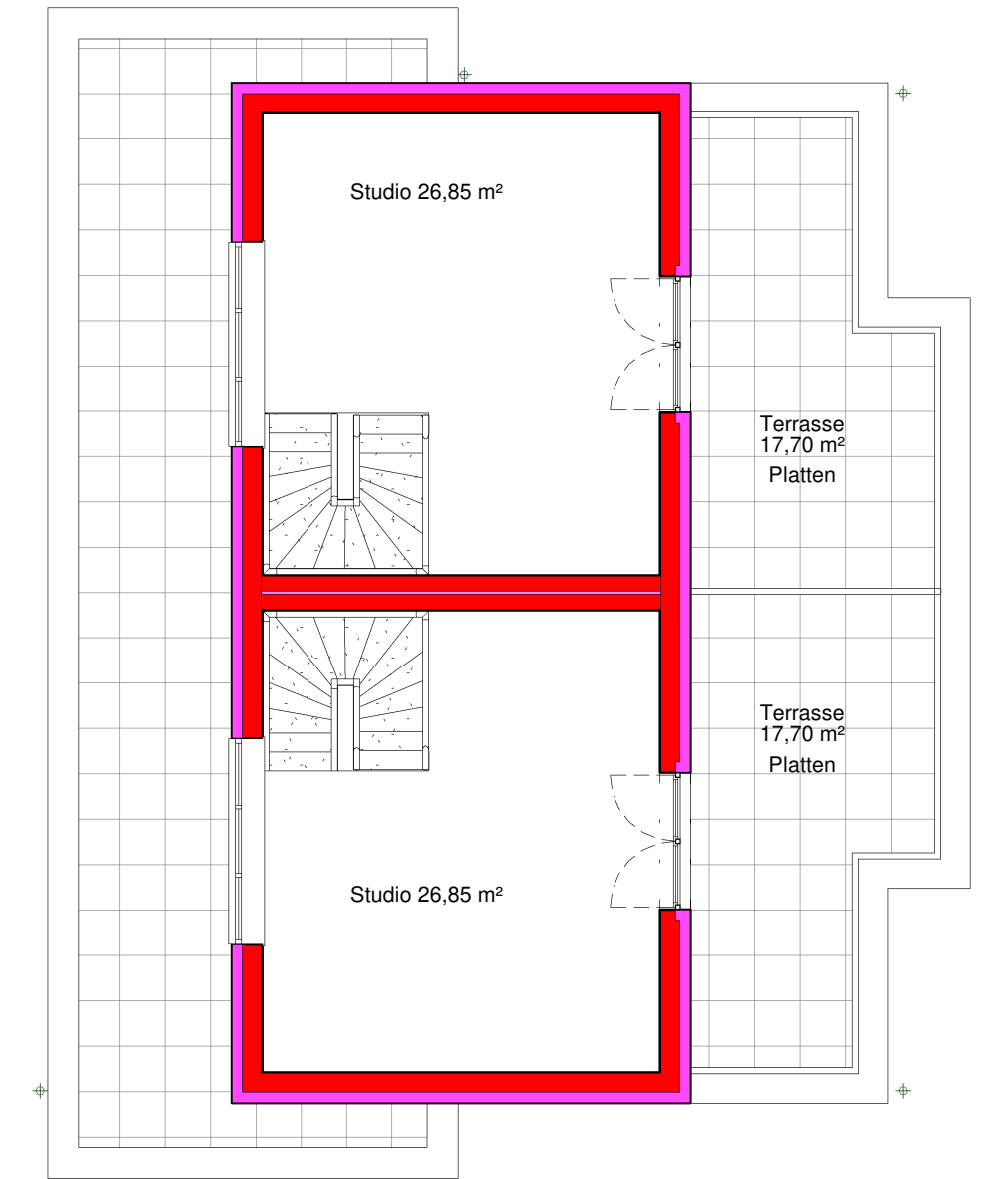 Studio 26,85 m²
Terrasse
17,70 m²
Platten
Terrasse
17,70 m²
Platten
Studio 26,85 m²